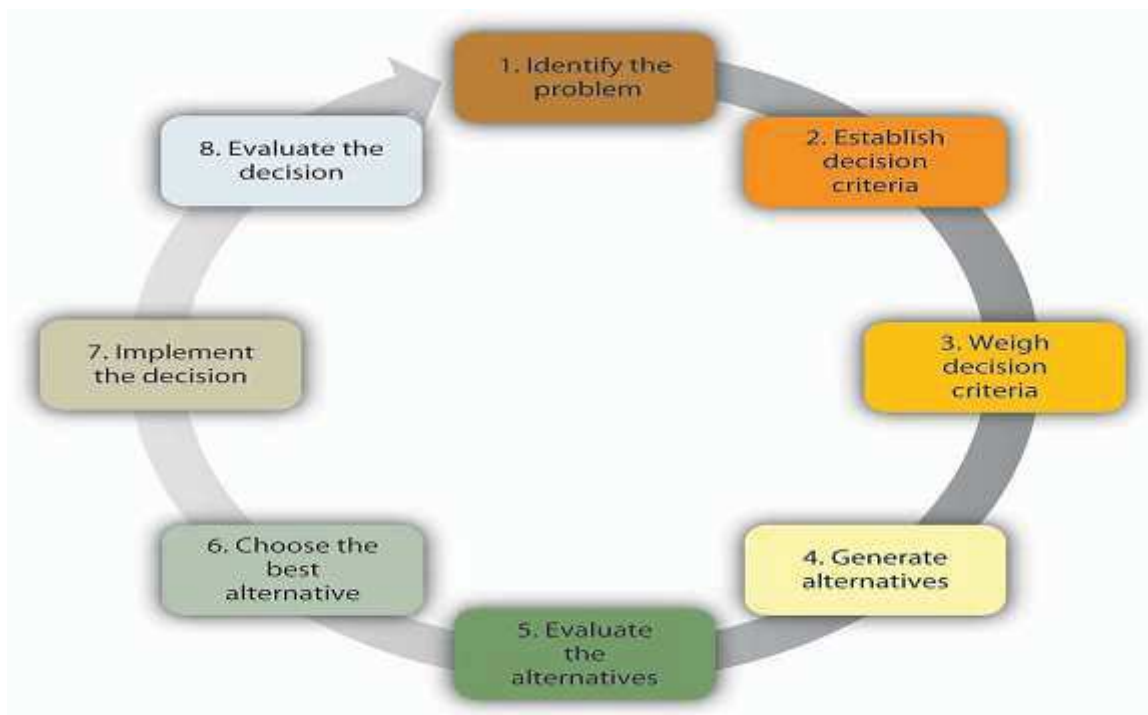 1. Identify the
problem
2. Establish
decision
criteria
3. Weigh
decision
criteria
4. Generate
alternatives
5. Evaluate
the
alternatives
6. Choose the
best
alternative
7. Implement
the decision
8. Evaluate the
decision